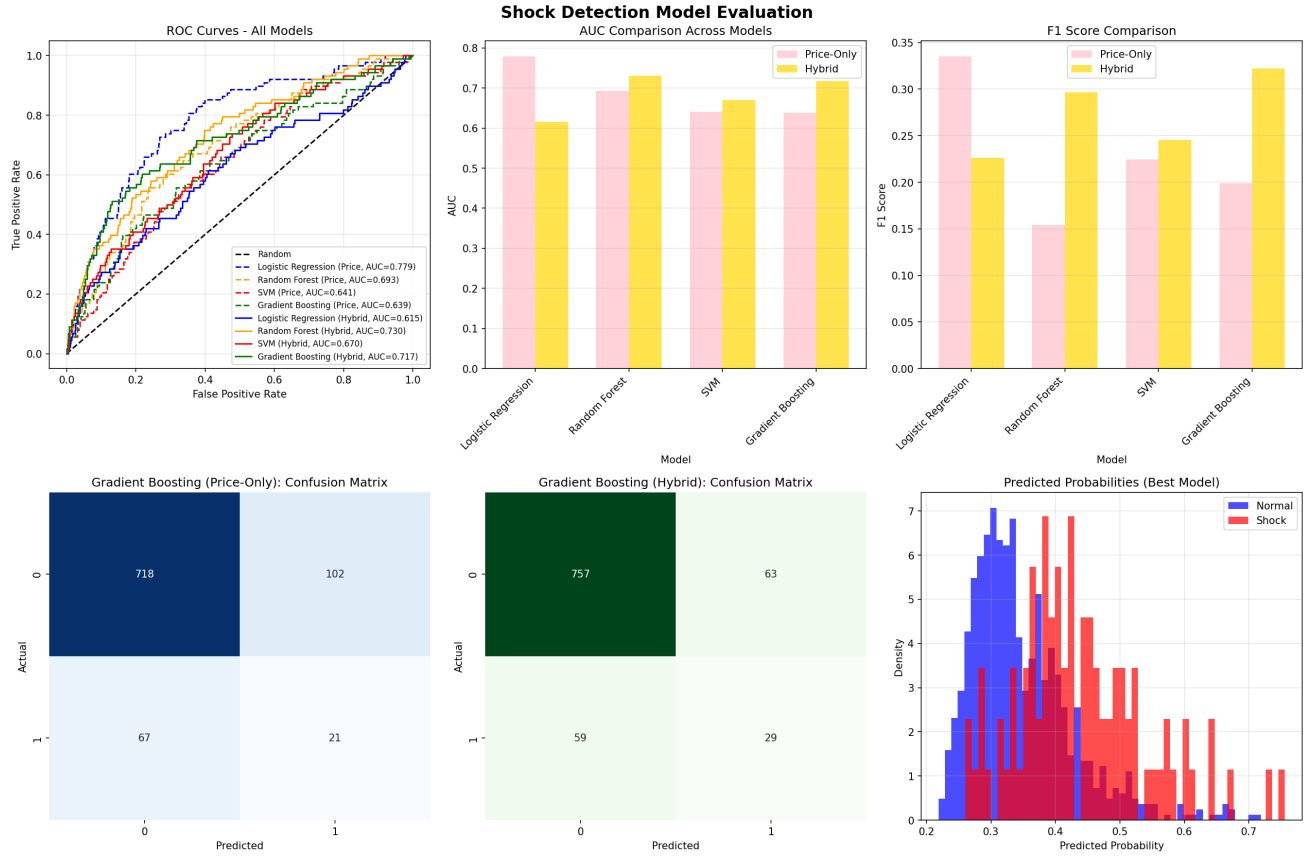 Shock Detection Model Evaluation
ROC Curves - All Models
True Positive Rate
1.0
0.8
0.6
0.4
0.2
0.0
Random
Logistic Regression (Price, AUC=0.779)
Random Forest (Price, AUC=0.693)
SVM (Price, AUC=0.641)
Gradient Boosting (Price, AUC=0.639)
Logistic Regression (Hybrid, AUC=0.615)
Random Forest (Hybrid, AUC=0.730)
SVM (Hybrid, AUC=0.670)
Gradient Boosting (Hybrid, AUC=0.717)
0.0 0.2 0.4 0.6 0.8 1.0
False Positive Rate
AUC Comparison Across Models
AUC
0.8
0.7
0.6
0.5
0.4
0.3
0.2
0.1
0.0
Price-Only
Hybrid
Logistic Regression
Random Forest
SVM
Gradient Boosting
Model
F1 Score Comparison
F1 Score
0.35
0.30
0.25
0.20
0.15
0.10
0.05
0.00
Price-Only
Hybrid
Logistic Regression
Random Forest
SVM
Gradient Boosting
Model
Gradient Boosting (Price-Only): Confusion Matrix
Actual
0
718 102
1
67 21
0 1
Predicted
Gradient Boosting (Hybrid): Confusion Matrix
Actual
0
757 63
1
59 29
0 1
Predicted
Predicted Probabilities (Best Model)
Density
7
6
5
4
3
2
1
0
Normal
Shock
0.2 0.3 0.4 0.5 0.6 0.7
Predicted Probability